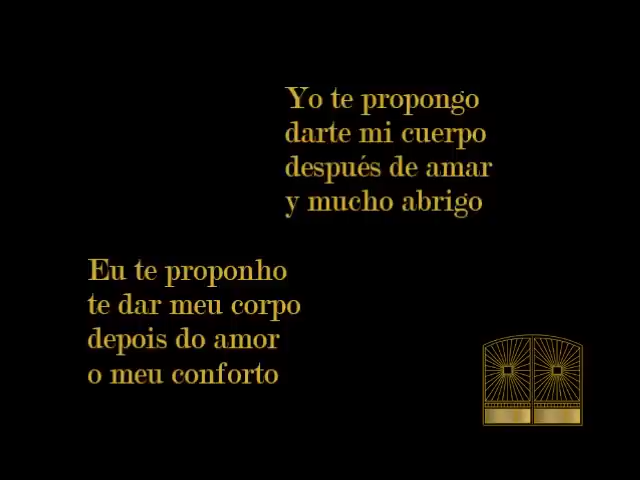 Yo te propongo
darte mi cuerpo
después de amar
y mucho abrigo
Eu te proponho
te dar meu corpo
depois do amor
o meu conforto